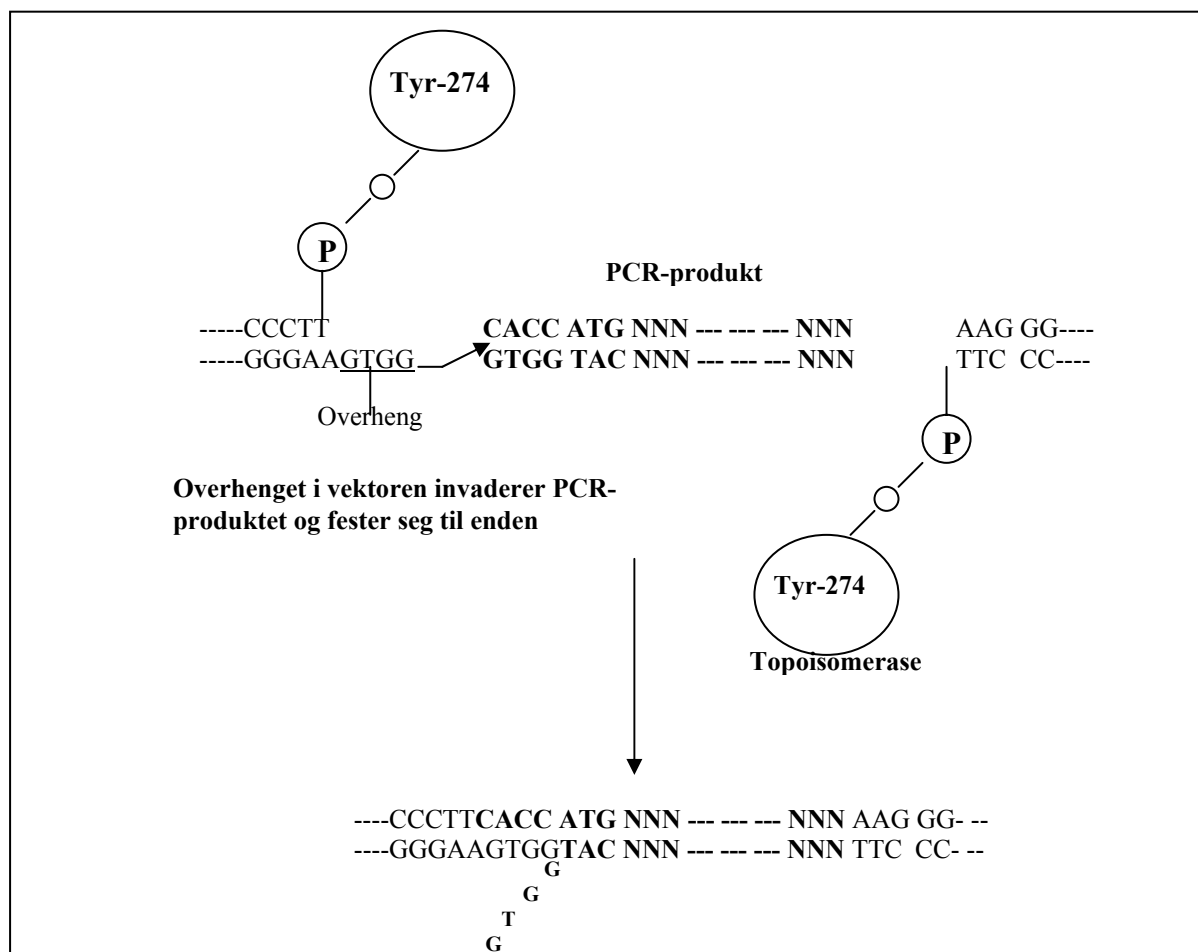 Tyr-274
P
PCR-produkt
-----CCCTT CACC ATG NNN --- --- --- NNN AAG GG----
-----GGGAAGTGG GTGG TAC NNN --- --- --- NNN TTC CC----
Overheng
P
Overhenget i vektoren invaderer PCR-
produktet og fester seg til enden
Tyr-274
Topoisomerase
----CCCTTCACC ATG NNN --- --- --- NNN AAG GG- --
----GGGAAGTGGTAC NNN --- --- --- NNN TTC CC- --
G
G
T
G